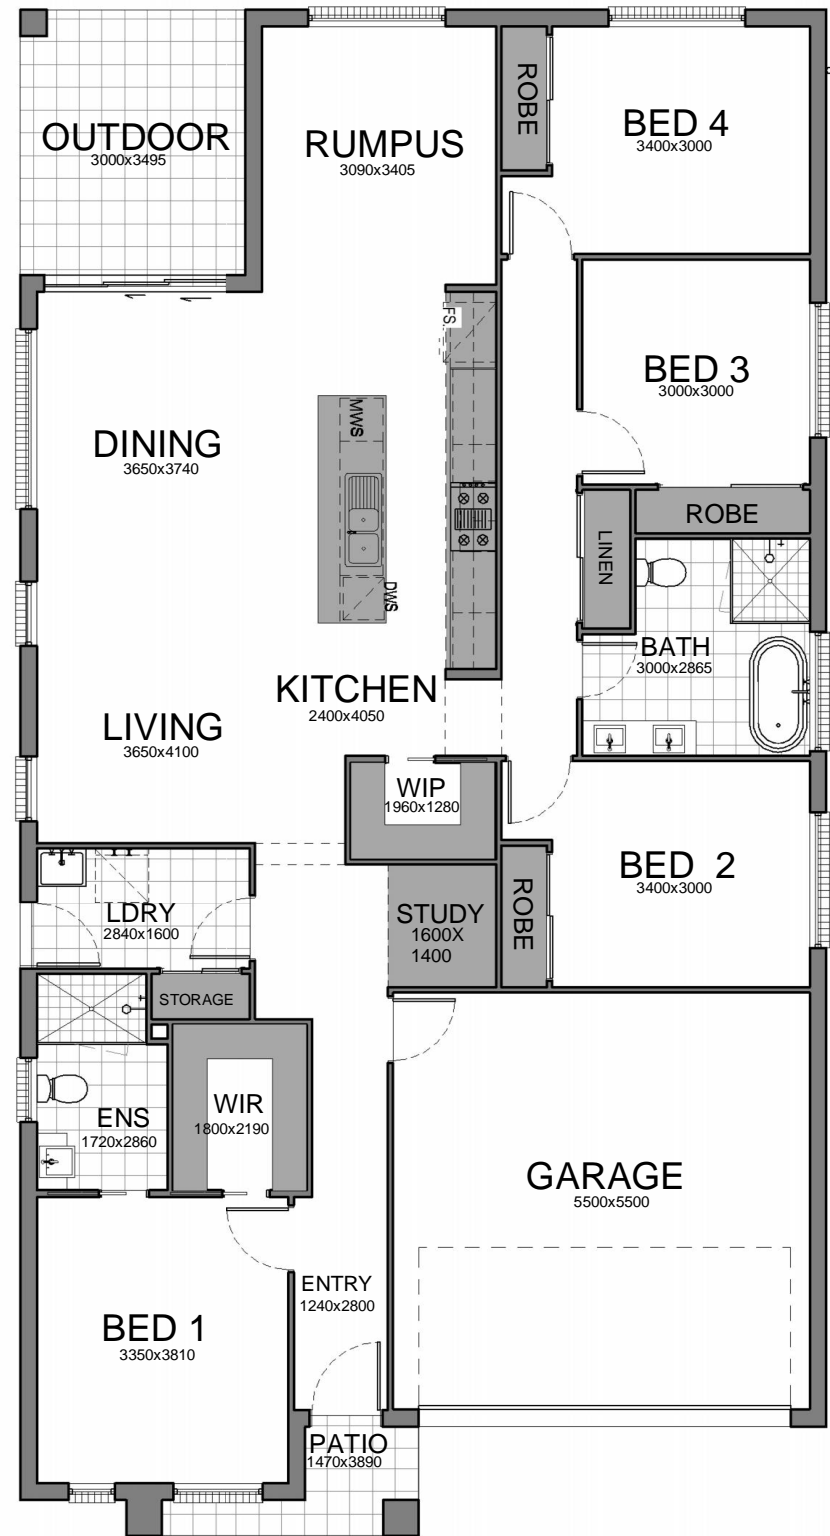 OUTDOOR
3000x3495
RUMPUS
3090x3405
ROBE
BED 4
3400x3000
FS
BED 3
3000x3000
DINING
3650x3740
MWS
ROBE
LINEN
DWS
BATH
3000x2865
KITCHEN
2400x4050
LIVING
3650x4100
WIP
1960x1280
BED 2
3400x3000
LDRY
2840x1600
STUDY
1600X
1400
ROBE
STORAGE
ENS
1720x2860
WIR
1800x2190
GARAGE
5500x5500
ENTRY
1240x2800
BED 1
3350x3810
PATIO
1470x3890